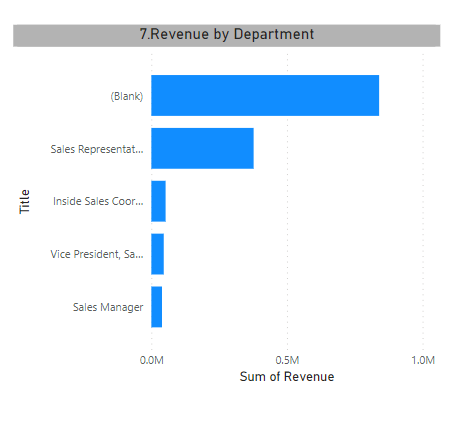 7.Revenue by Department
(Blank)
Sales Representat...
Inside Sales Coor...
Vice President, Sa...
Sales Manager
Title
0.0M 0.5M 1.0M
Sum of Revenue